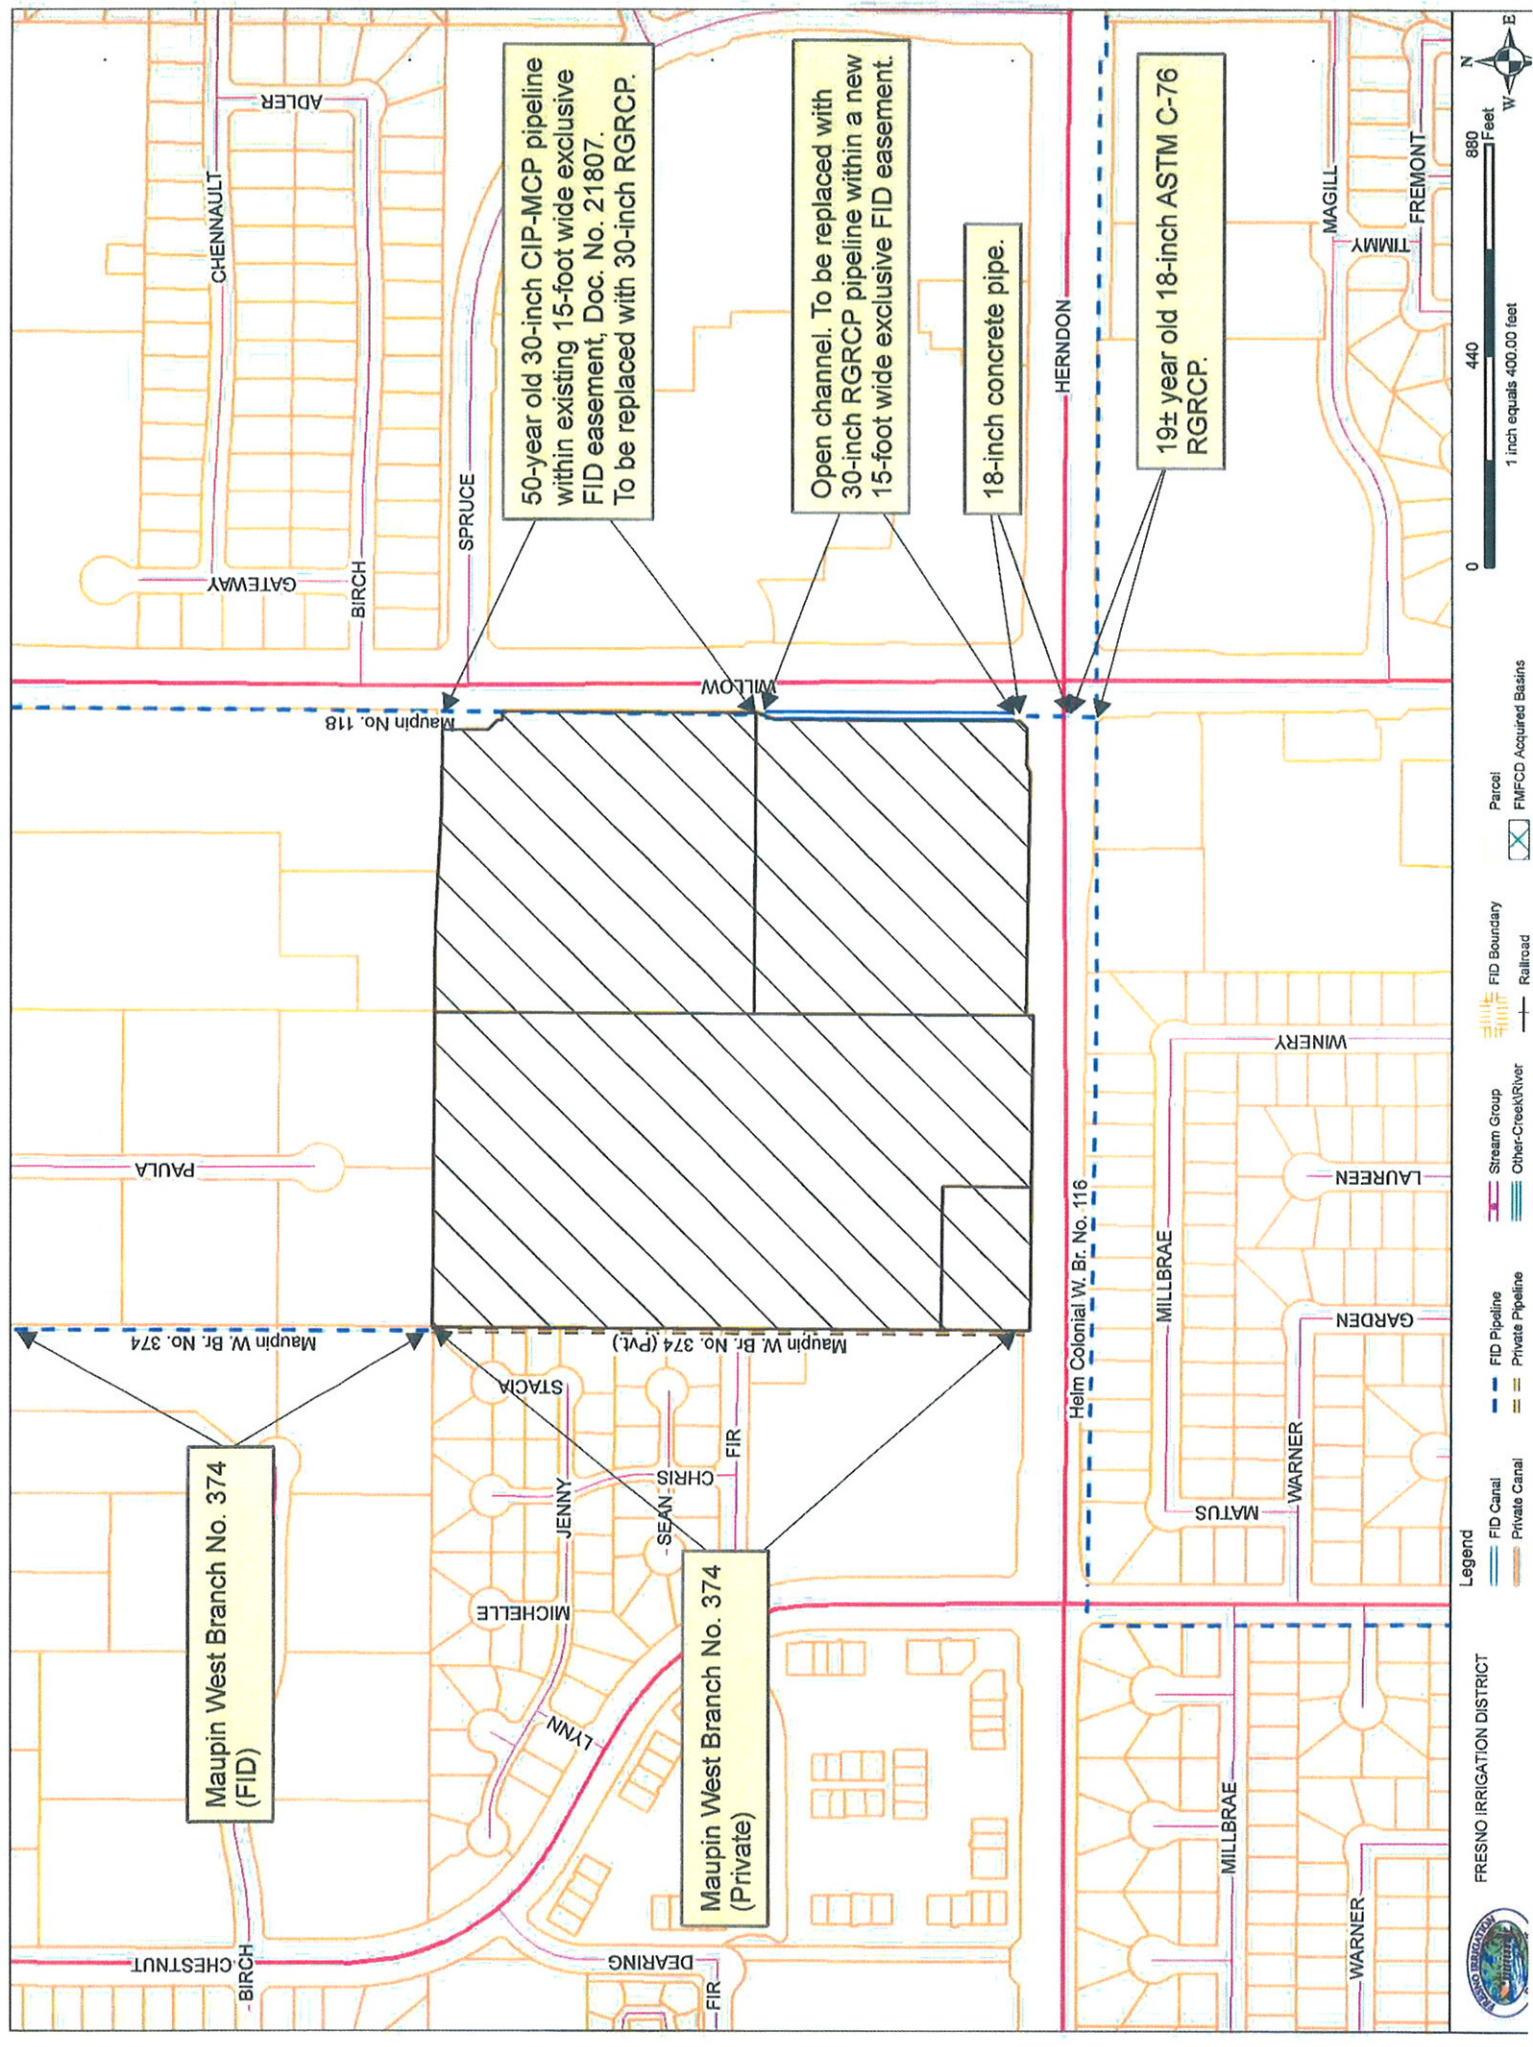 CHENNAULT
ADLER
GATEWAY
BIRCH
SPRUCE
50-year old 30-inch CIP-MCP pipeline
within existing 15-foot wide exclusive
FID easement, Doc. No. 21807.
To be replaced with 30-inch RGRCP.
Open channel. To be replaced with
30-inch RGRCP pipeline within a new
15-foot wide exclusive FID easement.
18-inch concrete pipe.
19± year old 18-inch ASTM C-76
RGRCP.
HERNDON
WILLOW
Maupin No. 118
MAGILL
TIMMY
FREMONT
PAULA
Maupin W. Br. No. 374
Maupin W. Br. No. 374 (Pvt.)
Maupin West Branch No. 374
(FID)
Maupin West Branch No. 374
(Private)
STACIA
JENNY
CHRIS
SEAN
FIR
MICHELLE
LYNN
CHESTNUT
BIRCH
DEARING
FIR
Helm Colonial W. Br. No. 116
MILLBRAE
WINERY
LAUREEN
GARDEN
WARNER
MATUS
MILLBRAE
WARNER
FRESNO IRRIGATION DISTRICT
FRESNO IRRIGATION
Legend
FID Canal
Private Canal
FID Pipeline
Private Pipeline
Stream Group
Other-Creek\River
FID Boundary
Railroad
Parcel
FMFCD Acquired Basins
0 440 880
Feet
1 inch equals 400.00 feet
N
W
E